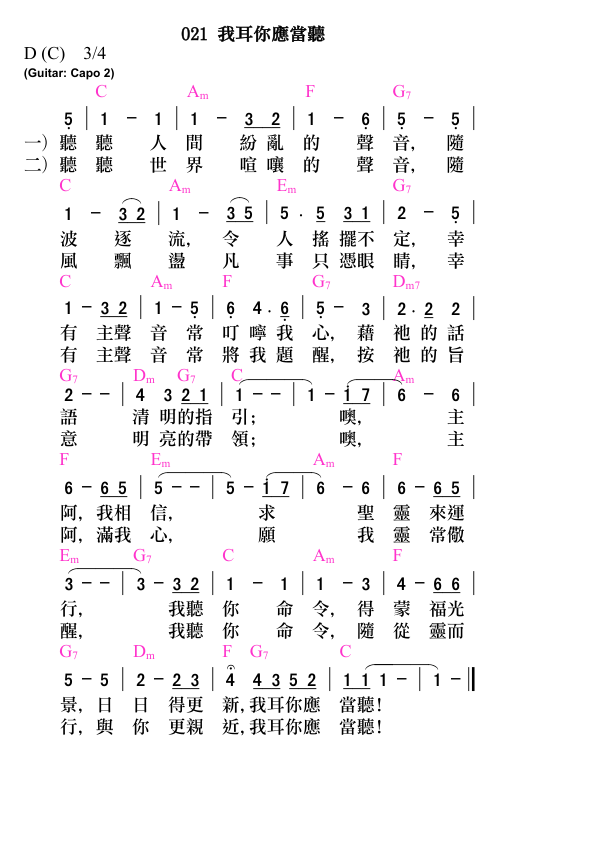 021 我耳你應當聽
D (C) 3/4
(Guitar: Capo 2)
C Am F G7
5 | 1 - 1 | 1 - 3 2 | 1 - 6 | 5 - 5 |
一) 聽 聽 人 間 紛 亂 的 聲 音, 隨
二) 聽 聽 世 界 喧 嚷 的 聲 音, 隨
C Am Em G7
1 - 3 2 | 1 - 3 5 | 5 . 5 3 1 | 2 - 5 |
波 逐 流, 令 人 搖 擺不 定, 幸
風 飄 盪 凡 事 只 憑眼 睛, 幸
C Am F G7 Dm7
1 - 3 2 | 1 - 5 | 6 4 . 6 | 5 - 3 | 2 . 2 2 |
有 主聲 音 常 叮 嚀 我 心, 藉 祂 的 話
有 主聲 音 常 將 我 題 醒, 按 祂 的 旨
G7 Dm G7 C Am
2 - - | 4 3 2 1 | 1 - - | 1 - 1 7 | 6 - 6 |
語 清 明的指 引; 噢, 主
意 明 亮的帶 領; 噢, 主
F Em Am F
6 - 6 5 | 5 - - | 5 - 1 7 | 6 - 6 | 6 - 6 5 |
阿, 我相 信, 求 聖 靈 來運
阿, 滿我 心, 願 我 靈 常儆
Em G7 C Am F
3 - - | 3 - 3 2 | 1 - 1 | 1 - 3 | 4 - 6 6 |
行, 我聽 你 命 令, 得 蒙 福光
醒, 我聽 你 命 令, 隨 從 靈而
G7 Dm F G7 C
5 - 5 | 2 - 2 3 | 4 4 3 5 2 | 1 1 1 - | 1 - ||
景, 日 日 得更 新, 我耳你應 當聽!
行, 與 你 更親 近, 我耳你應 當聽!